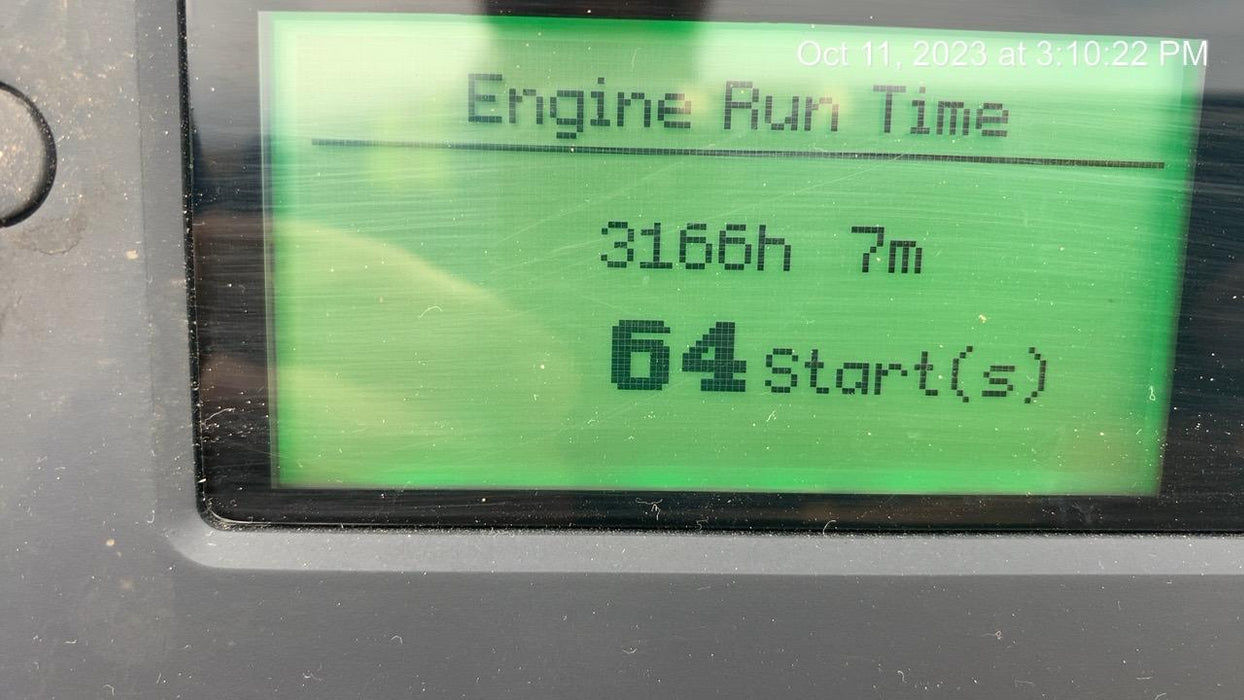 Oct 11, 2023 at 3:10:22 PM
Engine Run Time
3166h 7m
64 Start(s)